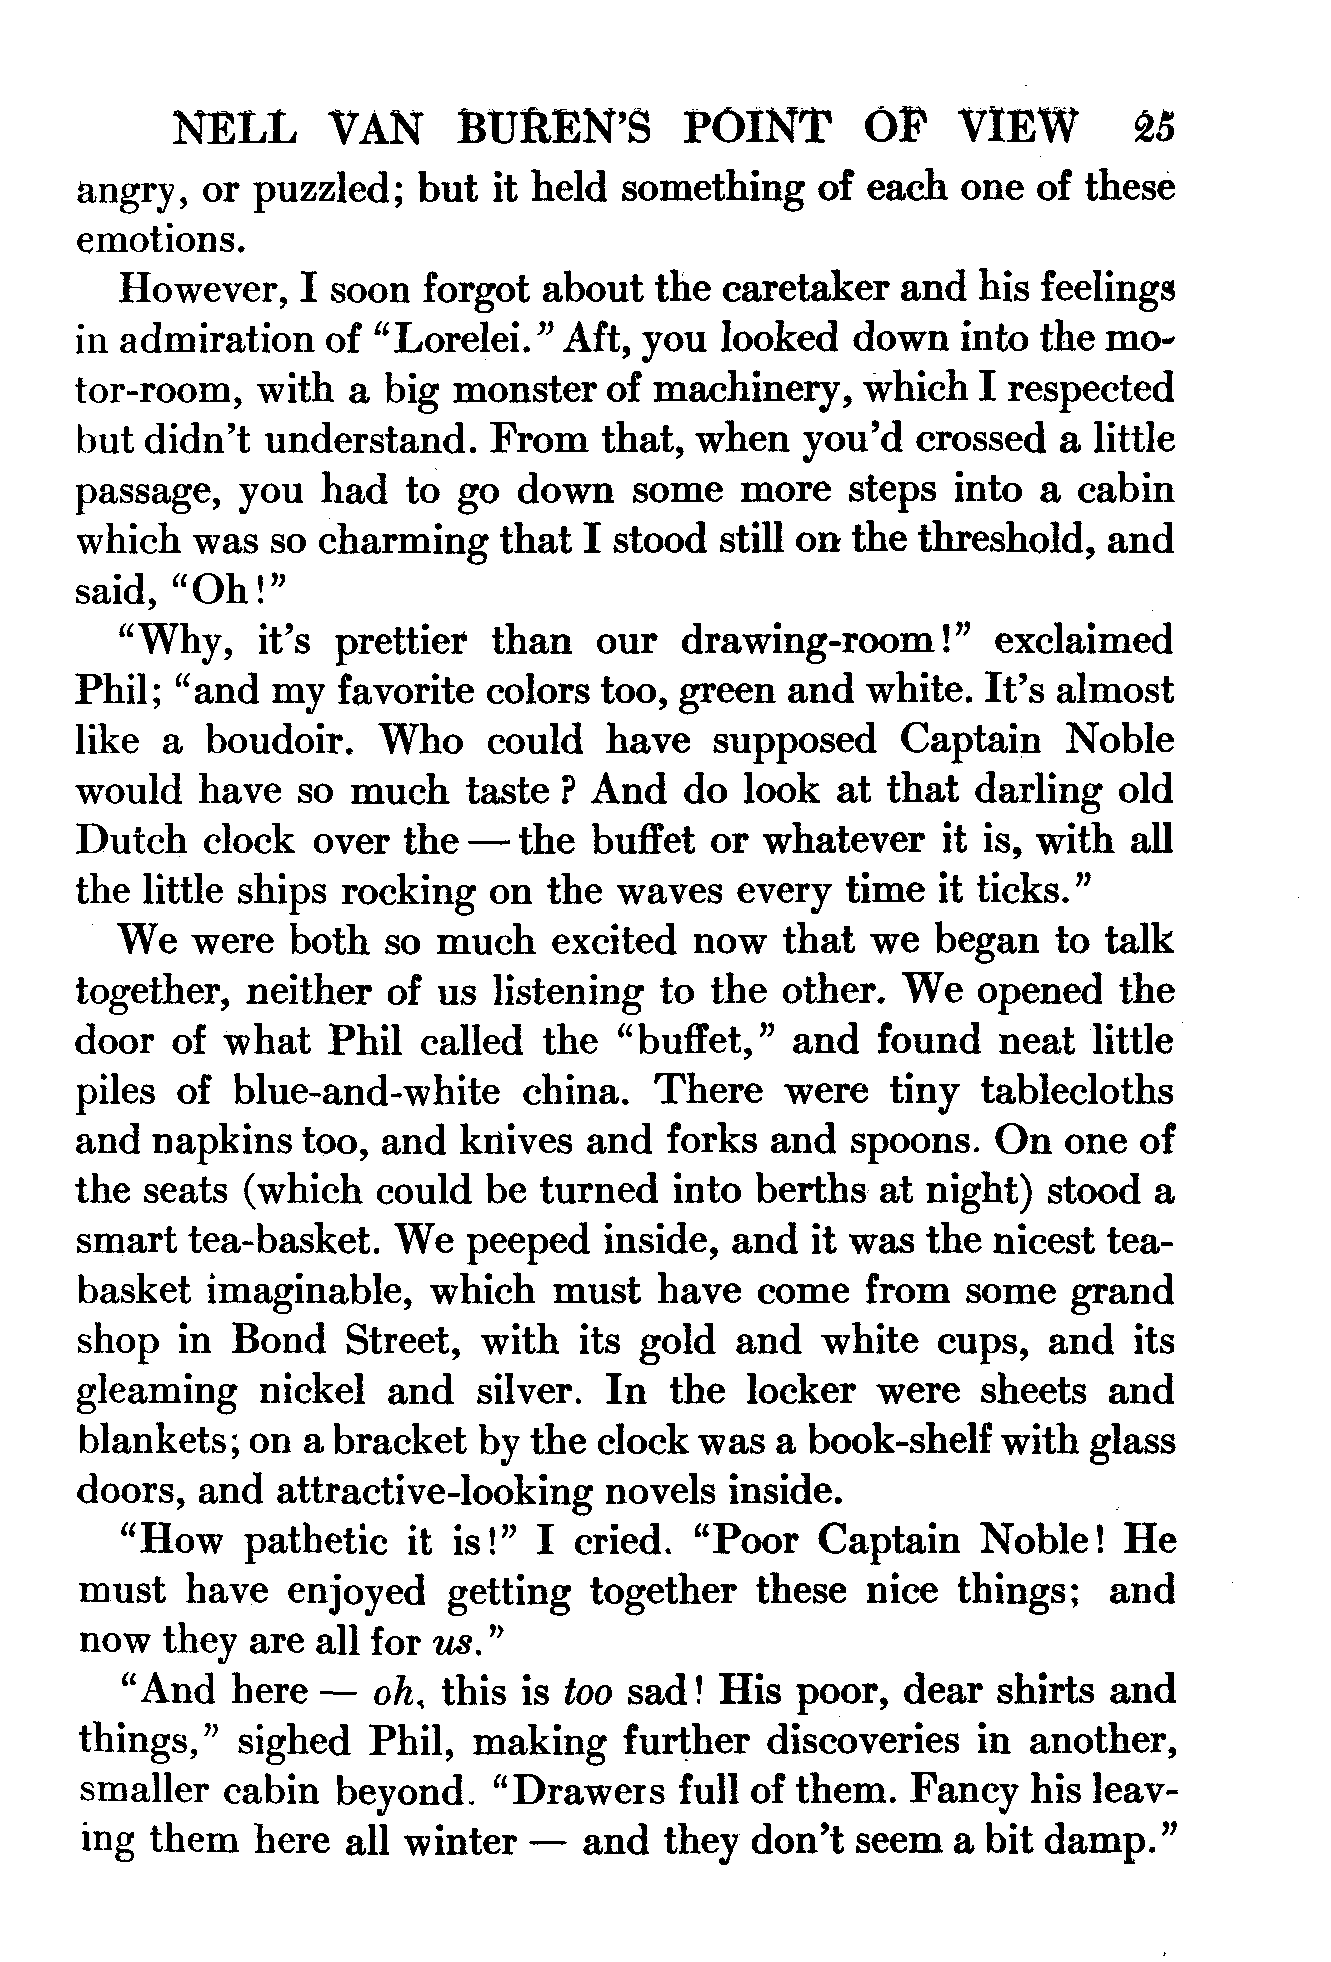 NELL VAN BUREN'S POINT OF VIEW 25
angry, or puzzled; but it held something of each one of these
emotions.
However, I soon forgot about the caretaker and his feelings
in admiration of “Lorelei.” Aft, you looked down into the mo-
tor-room, with a big monster of machinery, which I respected
but didn't understand. From that, when you'd crossed a little
passage, you had to go down some more steps into a cabin
which was so charming that I stood still on the threshold, and
said, “Oh!”
“Why, it's prettier than our drawing-room!” exclaimed
Phil; “and my favorite colors too, green and white. It's almost
like a boudoir. Who could have supposed Captain Noble
would have so much taste? And do look at that darling old
Dutch clock over the — the buffet or whatever it is, with all
the little ships rocking on the waves every time it ticks.”
We were both so much excited now that we began to talk
together, neither of us listening to the other. We opened the
door of what Phil called the “buffet,” and found neat little
piles of blue-and-white china. There were tiny tablecloths
and napkins too, and knives and forks and spoons. On one of
the seats (which could be turned into berths at night) stood a
smart tea-basket. We peeped inside, and it was the nicest tea-
basket imaginable, which must have come from some grand
shop in Bond Street, with its gold and white cups, and its
gleaming nickel and silver. In the locker were sheets and
blankets; on a bracket by the clock was a book-shelf with glass
doors, and attractive-looking novels inside.
“How pathetic it is!” I cried. “Poor Captain Noble! He
must have enjoyed getting together these nice things; and
now they are all for us.”
“And here — oh, this is too sad! His poor, dear shirts and
things,” sighed Phil, making further discoveries in another,
smaller cabin beyond. “Drawers full of them. Fancy his leav-
ing them here all winter — and they don't seem a bit damp.”